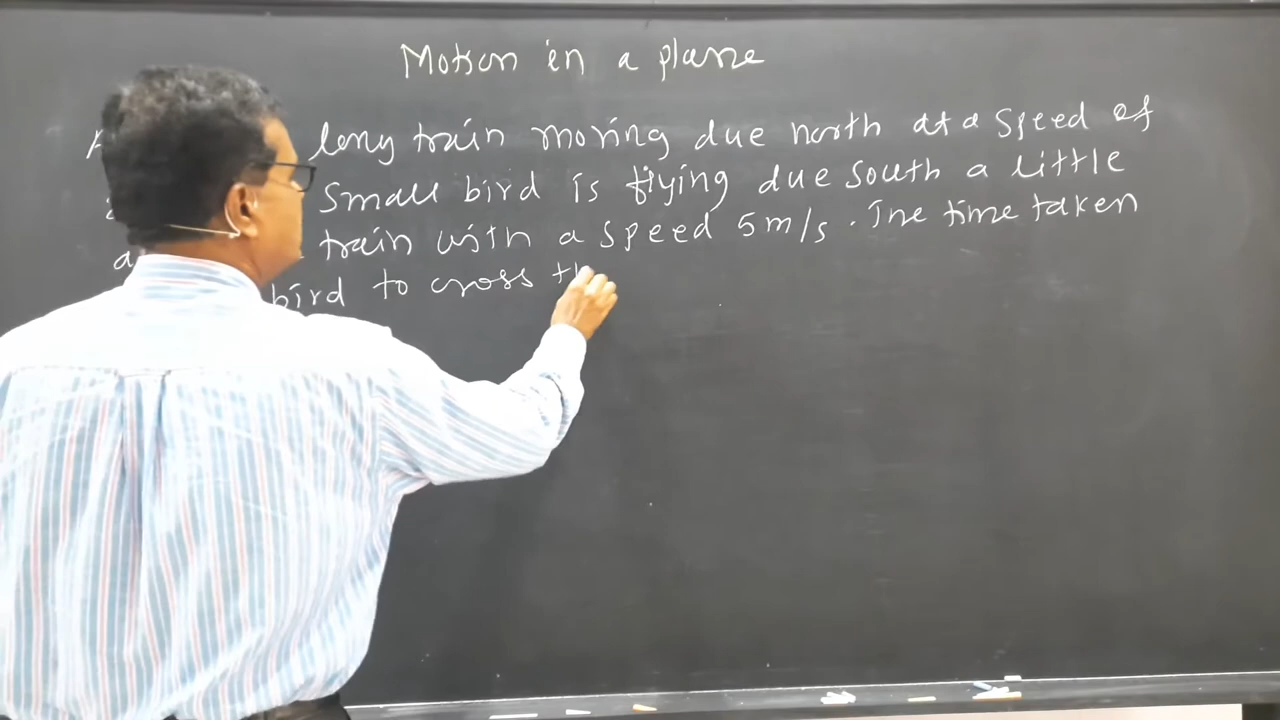 Motion in a plane
long train moving due north at a speed of
small bird is flying due south a little
train with a speed 5m/s. The time taken
bird to cross